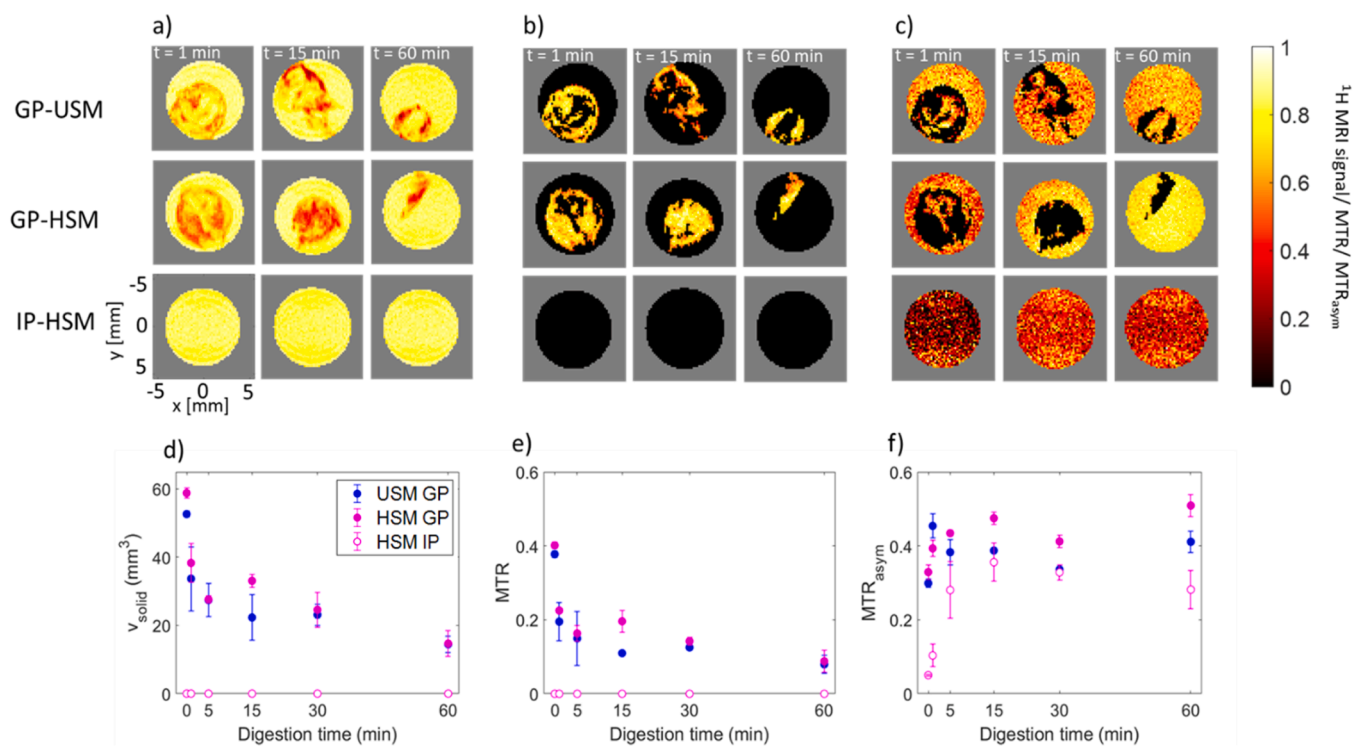 a)
b)
c)
t = 1 min t = 15 min t = 60 min
t = 1 min t = 15 min t = 60 min
t = 1 min t = 15 min t = 60 min
GP-USM
GP-HSM
IP-HSM
-5
0
5
y [mm]
-5 0 5
x [mm]
1
0.8
0.6
0.4
0.2
0
¹H MRI signal/ MTR/ MTRasym
d)
60
40
20
0
vsolid (mm³)
USM GP
HSM GP
HSM IP
0 5 15 30 60
Digestion time (min)
e)
0.6
0.4
0.2
0
MTR
0 5 15 30 60
Digestion time (min)
f)
0.6
0.4
0.2
0
MTRasym
0 5 15 30 60
Digestion time (min)